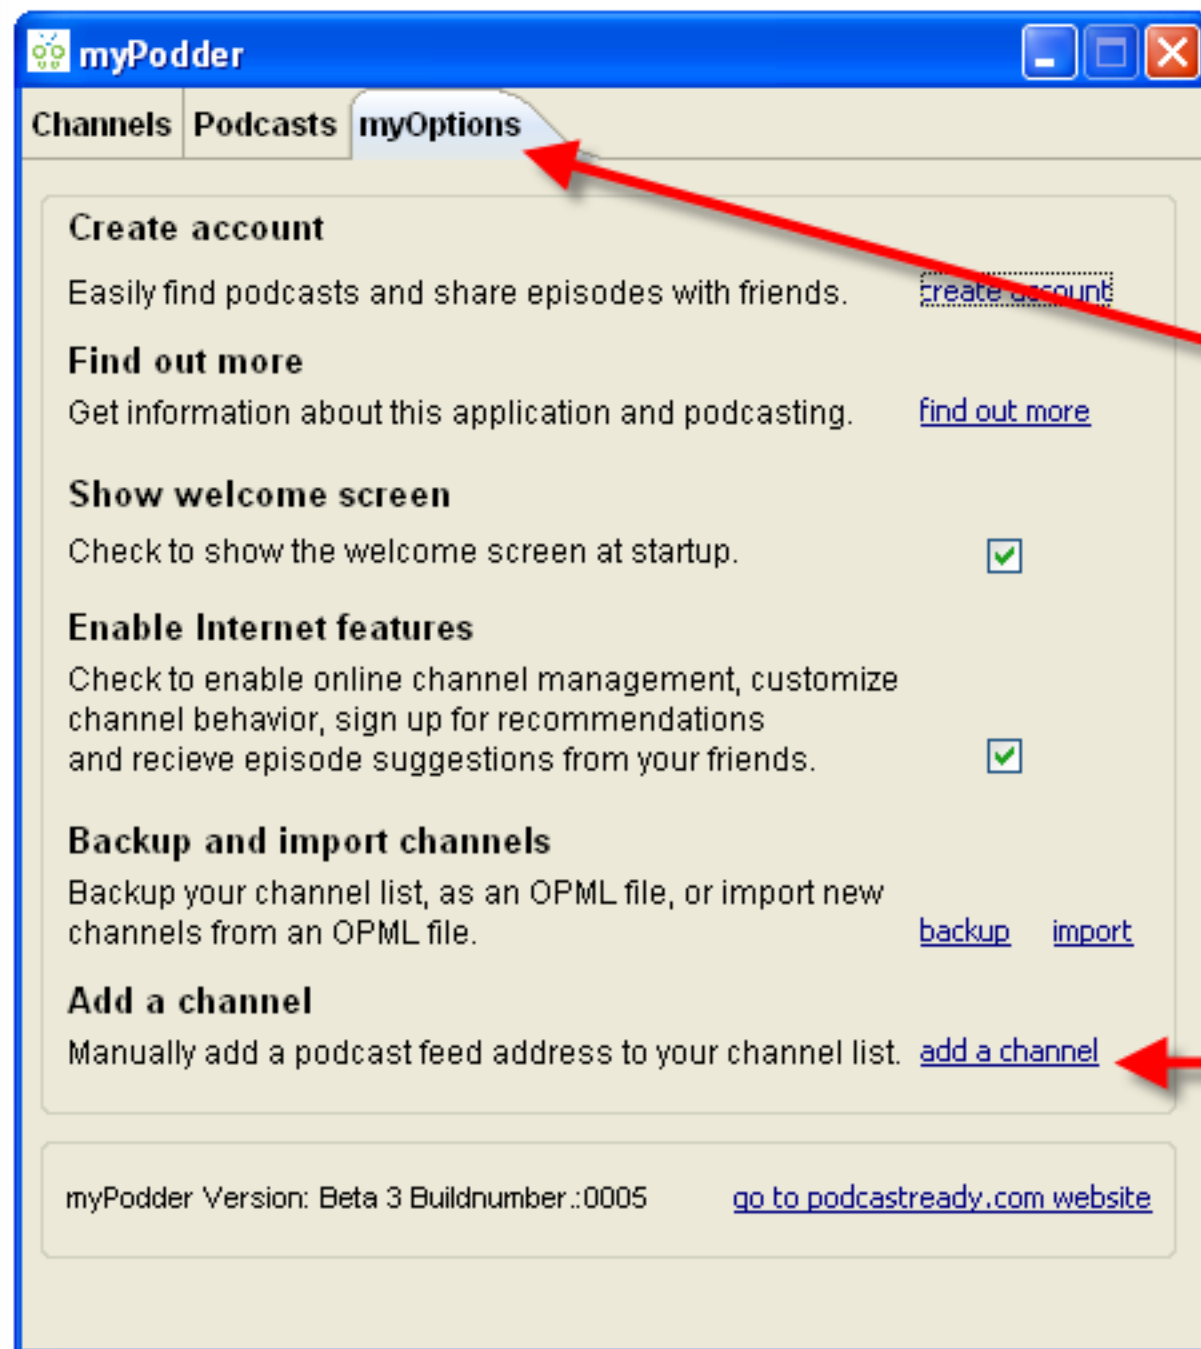 myPodder
Channels Podcasts myOptions
Create account
Easily find podcasts and share episodes with friends. create account
Find out more
Get information about this application and podcasting. find out more
Show welcome screen
Check to show the welcome screen at startup.
Enable Internet features
Check to enable online channel management, customize
channel behavior, sign up for recommendations
and recieve episode suggestions from your friends.
Backup and import channels
Backup your channel list, as an OPML file, or import new
channels from an OPML file. backup import
Add a channel
Manually add a podcast feed address to your channel list. add a channel
myPodder Version: Beta 3 Buildnumber.:0005 go to podcastready.com website